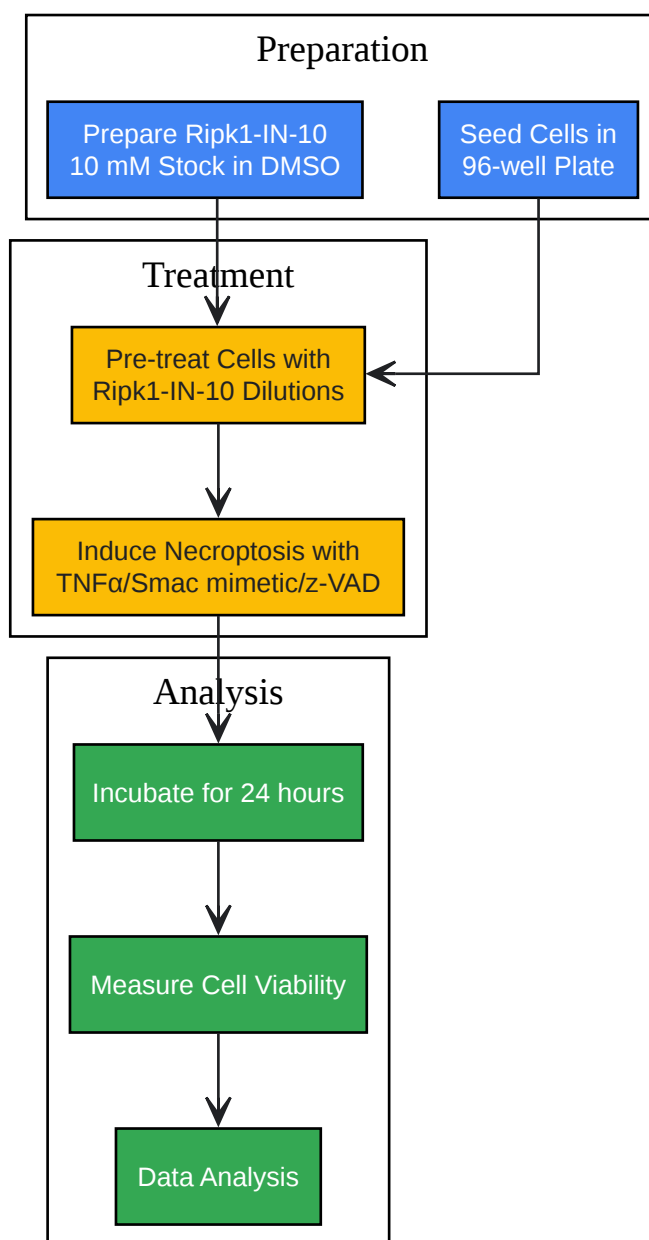 Preparation
Prepare Ripk1-IN-10
10 mM Stock in DMSO
Seed Cells in
96-well Plate
Treatment
Pre-treat Cells with
Ripk1-IN-10 Dilutions
Induce Necroptosis with
TNFα/Smac mimetic/z-VAD
Analysis
Incubate for 24 hours
Measure Cell Viability
Data Analysis